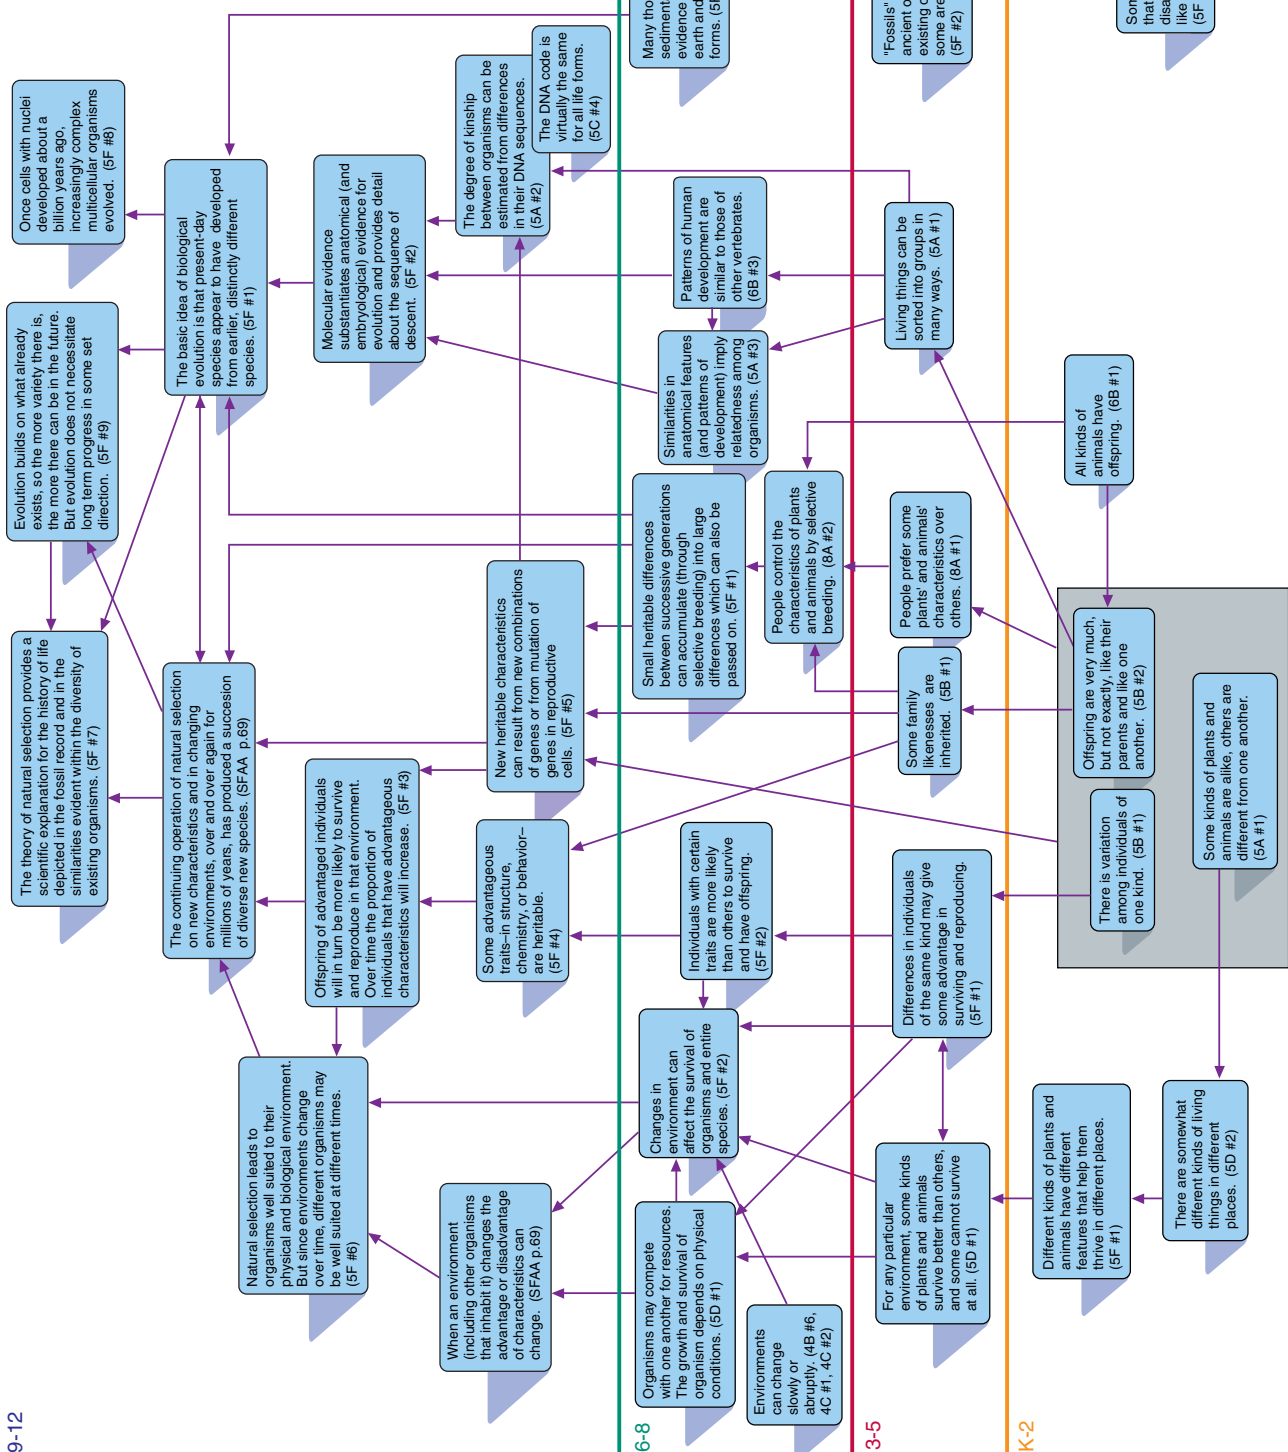 9-12
The theory of natural selection provides a
scientific explanation for the history of life
depicted in the fossil record and in the
similarities evident within the diversity of
existing organisms. (5F #7)
Evolution builds on what already
exists, so the more variety there is,
the more there can be in the future.
But evolution does not necessitate
long term progress in some set
direction. (5F #9)
Once cells with nuclei
developed about a
billion years ago,
increasingly complex
multicellular organisms
evolved. (5F #8)
The continuing operation of natural selection
on new characteristics and in changing
environments, over and over again for
millions of years, has produced a succession
of diverse new species. (SFAA p.69)
The basic idea of biological
evolution is that present-day
species appear to have developed
from earlier, distinctly different
species. (5F #1)
Natural selection leads to
organisms well suited to their
physical and biological environment.
But since environments change
over time, different organisms may
be well suited at different times.
(5F #6)
Offspring of advantaged individuals
will in turn be more likely to survive
and reproduce in that environment.
Over time the proportion of
individuals that have advantageous
characteristics will increase. (5F #3)
Molecular evidence
substantiates anatomical (and
embryological) evidence for
evolution and provides detail
about the sequence of
descent. (5F #2)
When an environment
(including other organisms
that inhabit it) changes the
advantage or disadvantage
of characteristics can
change. (SFAA p.69)
Some advantageous
traits–in structure,
chemistry, or behavior–
are heritable.
(5F #4)
New heritable characteristics
can result from new combinations
of genes or from mutation of
genes in reproductive
cells. (5F #5)
The degree of kinship
between organisms can be
estimated from differences
in their DNA sequences.
(5A #2)
The DNA code is
virtually the same
for all life forms.
(5C #4)
6-8
Organisms may compete
with one another for resources.
The growth and survival of
organism depends on physical
conditions. (5D #1)
Changes in
environment can
affect the survival of
organisms and entire
species. (5F #2)
Individuals with certain
traits are more likely
than others to survive
and have offspring.
(5F #2)
Small heritable differences
between successive generations
can accumulate (through
selective breeding) into large
differences which can also be
passed on. (5F #1)
Similarities in
anatomical features
(and patterns of
development) imply
relatedness among
organisms. (5A #3)
Patterns of human
development are
similar to those of
other vertebrates.
(6B #3)
Many tho
sediment
evidence
earth and
forms. (5F
Environments
can change
slowly or
abruptly. (4B #6,
4C #1, 4C #2)
People control the
characteristics of plants
and animals by selective
breeding. (8A #2)
3-5
For any particular
environment, some kinds
of plants and animals
survive better than others,
and some cannot survive
at all. (5D #1)
Differences in individuals
of the same kind may give
some advantage in
surviving and reproducing.
(5F #1)
Some family
likenesses are
inherited. (5B #1)
People prefer some
plants' and animals'
characteristics over
others. (8A #1)
Living things can be
sorted into groups in
many ways. (5A #1)
"Fossils"
ancient o
existing o
some are
(5F #2)
K-2
Different kinds of plants and
animals have different
features that help them
thrive in different places.
(5F #1)
There is variation
among individuals of
one kind. (5B #1)
Offspring are very much,
but not exactly, like their
parents and like one
another. (5B #2)
All kinds of
animals have
offspring. (6B #1)
Som
that
disa
like
(5F
There are somewhat
different kinds of living
things in different
places. (5D #2)
Some kinds of plants and
animals are alike, others are
different from one another.
(5A #1)